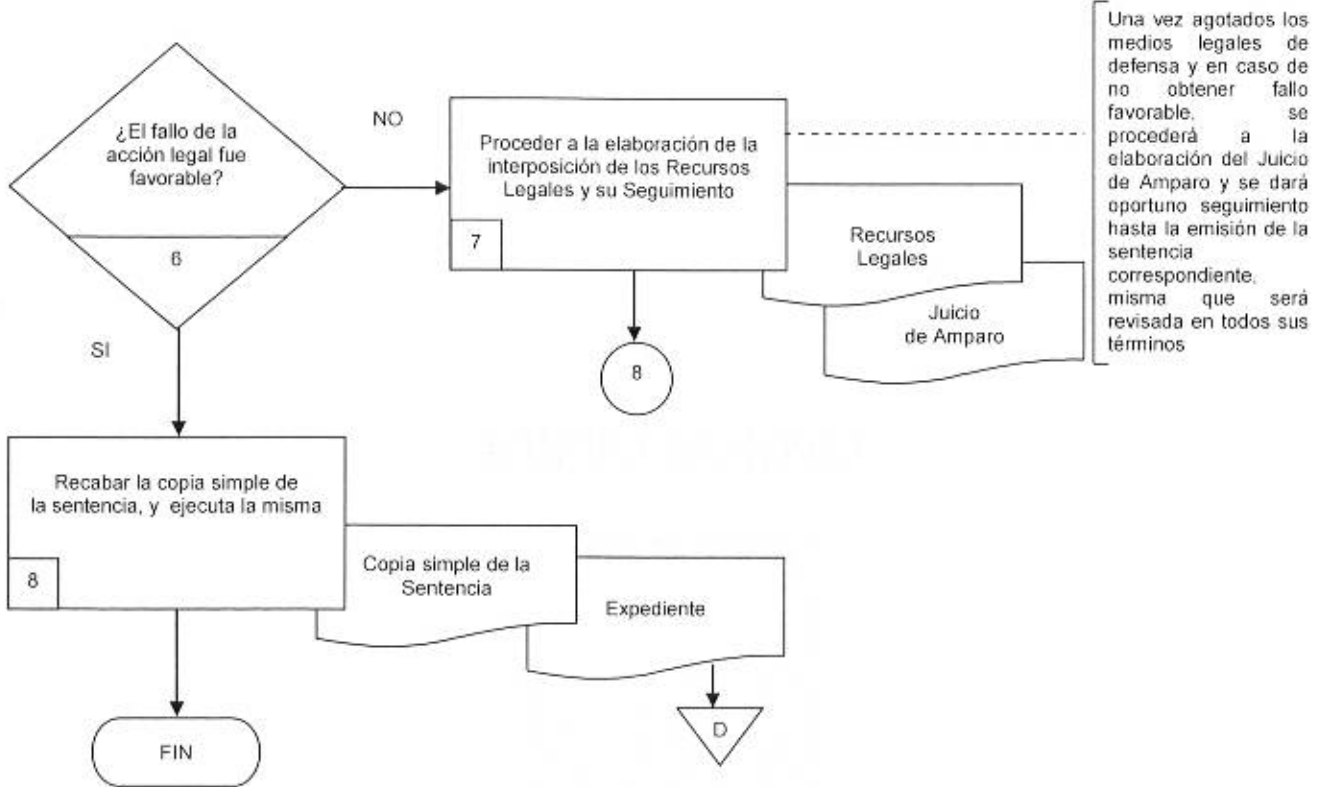 ¿El fallo de la
acción legal fue
favorable?
6
NO
SI
Proceder a la elaboración de la
interposición de los Recursos
Legales y su Seguimiento
7
Recursos
Legales
Juicio
de Amparo
8
Una vez agotados los
medios legales de
defensa y en caso de
no obtener fallo
favorable, se
procederá a la
elaboración del Juicio
de Amparo y se dará
oportuno seguimiento
hasta la emisión de la
sentencia
correspondiente,
misma que será
revisada en todos sus
términos
Recabar la copia simple de
la sentencia, y ejecuta la misma
8
Copia simple de la
Sentencia
Expediente
D
FIN